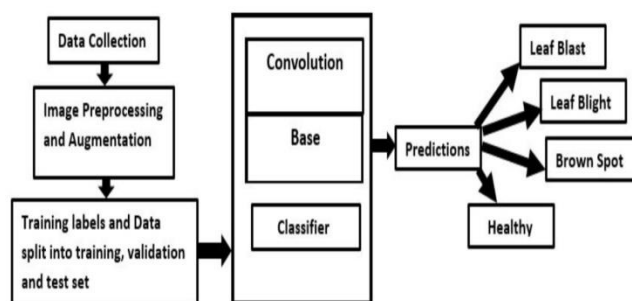 Data Collection
Image Preprocessing
and Augmentation
Training labels and Data
split into training, validation
and test set
Convolution
Base
Classifier
Predictions
Leaf Blast
Leaf Blight
Brown Spot
Healthy